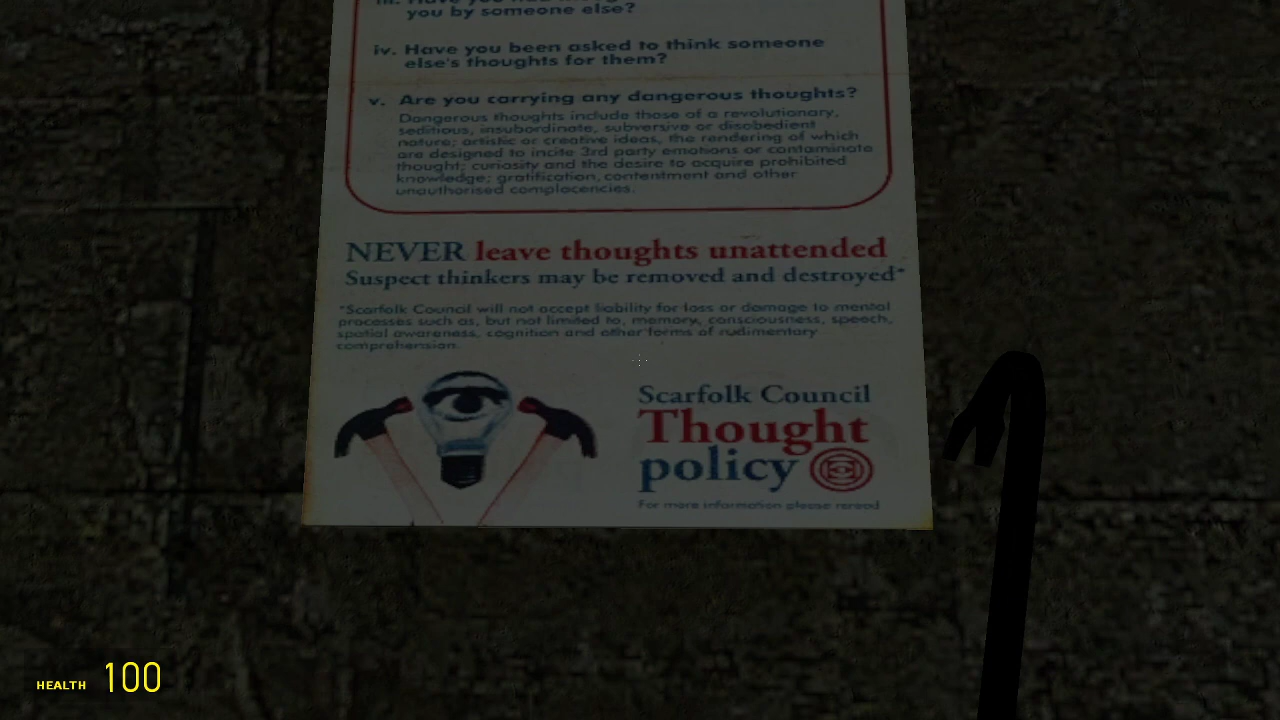 you by someone else?
iv. Have you been asked to think someone
else's thoughts for them?
v. Are you carrying any dangerous thoughts?
Dangerous thoughts include those of a revolutionary,
seditious, insubordinate, subversive or disobedient
nature; artistic or creative ideas, the rendering of which
are designed to incite 3rd party emotions or contaminate
thought; curiosity and the desire to acquire prohibited
knowledge; gratification, contentment and other
unauthorised complacencies.
NEVER leave thoughts unattended
Suspect thinkers may be removed and destroyed*
*Scarfolk Council will not accept liability for loss or damage to mental
processes such as, but not limited to, memory, consciousness, speech,
spatial awareness, cognition and other forms of rudimentary
comprehension.
Scarfolk Council
Thought
policy
For more information please reread
HEALTH 100